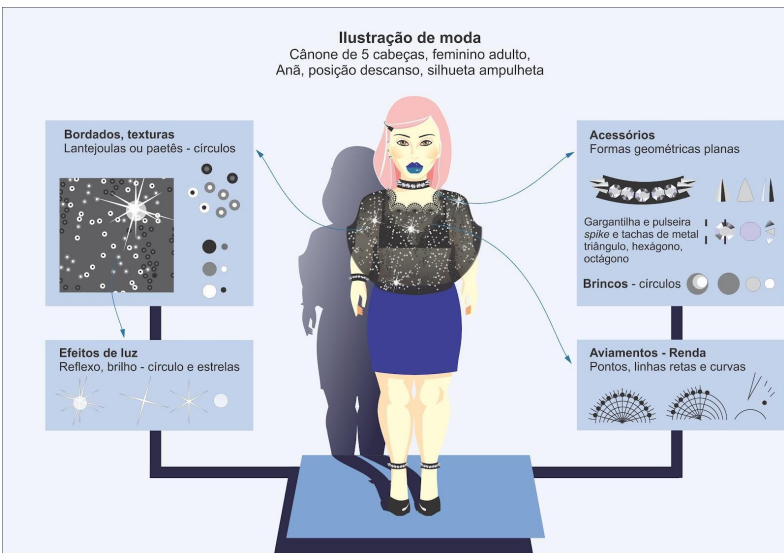 Ilustração de moda
Cânone de 5 cabeças, feminino adulto,
Anã, posição descanso, silhueta ampulheta
Bordados, texturas
Lantejoulas ou paetês - círculos
Efeitos de luz
Reflexo, brilho - círculo e estrelas
Acessórios
Formas geométricas planas
Gargantilha e pulseira
spike e tachas de metal
triângulo, hexágono,
octágono
Brincos - círculos
Aviamentos - Renda
Pontos, linhas retas e curvas